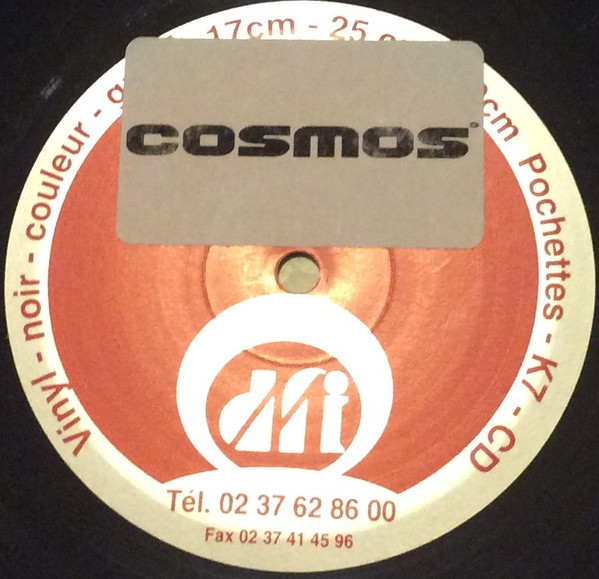 Vinyl - noir - couleur - 17cm - 25 cm Pochettes - K7 - CD
COSMOS
Tél. 02 37 62 86 00
Fax 02 37 41 45 96